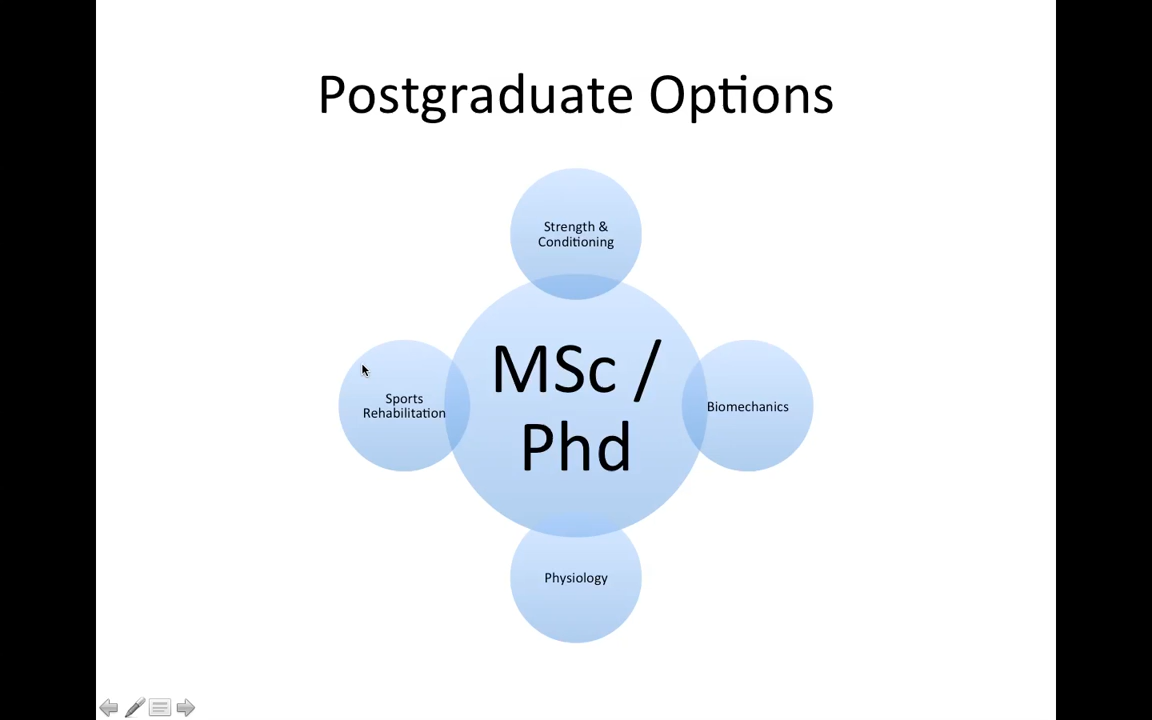 Postgraduate Options
Strength &
Conditioning
MSc /
Phd
Sports
Rehabilitation
Biomechanics
Physiology